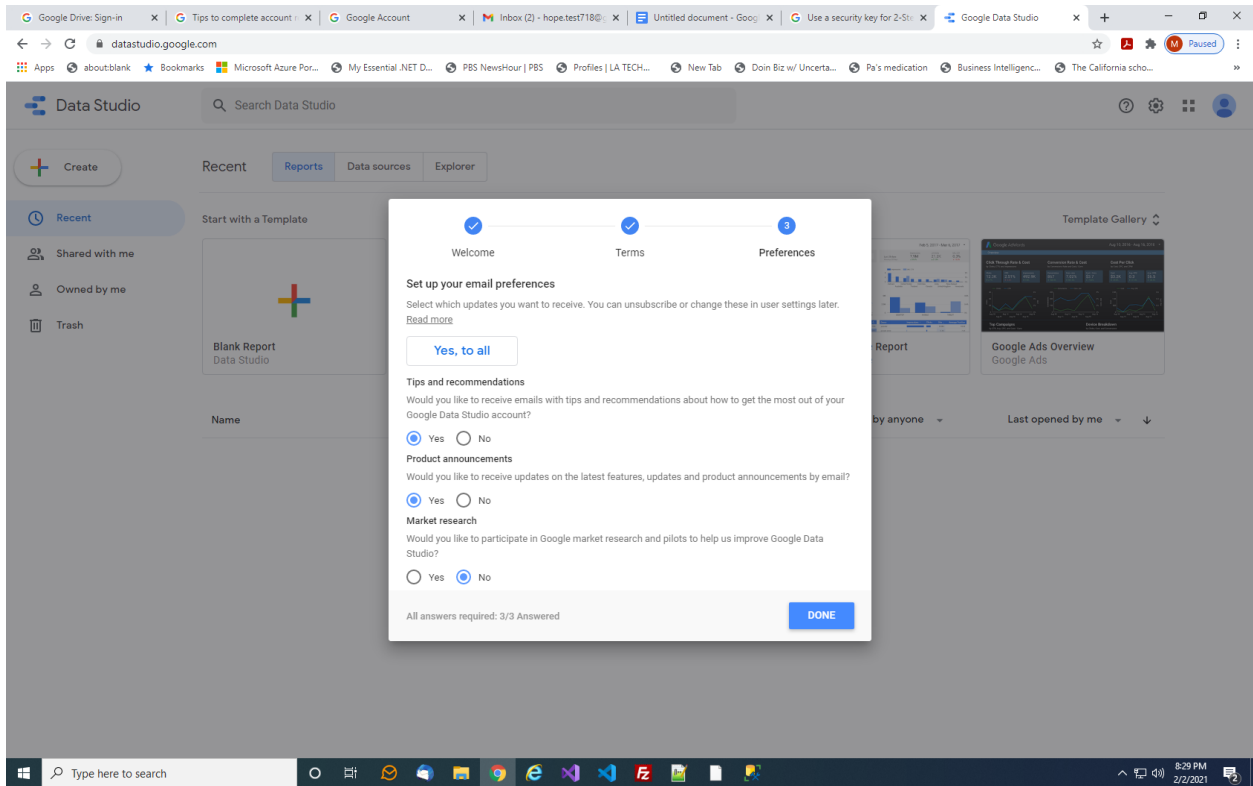 Google Drive: Sign-in
Tips to complete account r
Google Account
Inbox (2) - hope.test718@g
Untitled document - Googl
Use a security key for 2-Ste
Google Data Studio
datastudio.google.com
Paused
Apps
about:blank
Bookmarks
Microsoft Azure Por...
My Essential .NET D...
PBS NewsHour | PBS
Profiles | LA TECH...
New Tab
Doin Biz w/ Uncerta...
Pa's medication
Business Intelligenc...
The California scho...
»
Data Studio
Search Data Studio
Create
Recent
Reports
Data sources
Explorer
Recent
Shared with me
Owned by me
Trash
Start with a Template
Template Gallery
Blank Report
Data Studio
Report
Google Ads Overview
Google Ads
Name
by anyone
Last opened by me
Welcome
Terms
3
Preferences
Set up your email preferences
Select which updates you want to receive. You can unsubscribe or change these in user settings later.
Read more
Yes, to all
Tips and recommendations
Would you like to receive emails with tips and recommendations about how to get the most out of your
Google Data Studio account?
Yes No
Product announcements
Would you like to receive updates on the latest features, updates and product announcements by email?
Yes No
Market research
Would you like to participate in Google market research and pilots to help us improve Google Data
Studio?
Yes No
All answers required: 3/3 Answered
DONE
Type here to search
8:29 PM
2/2/2021